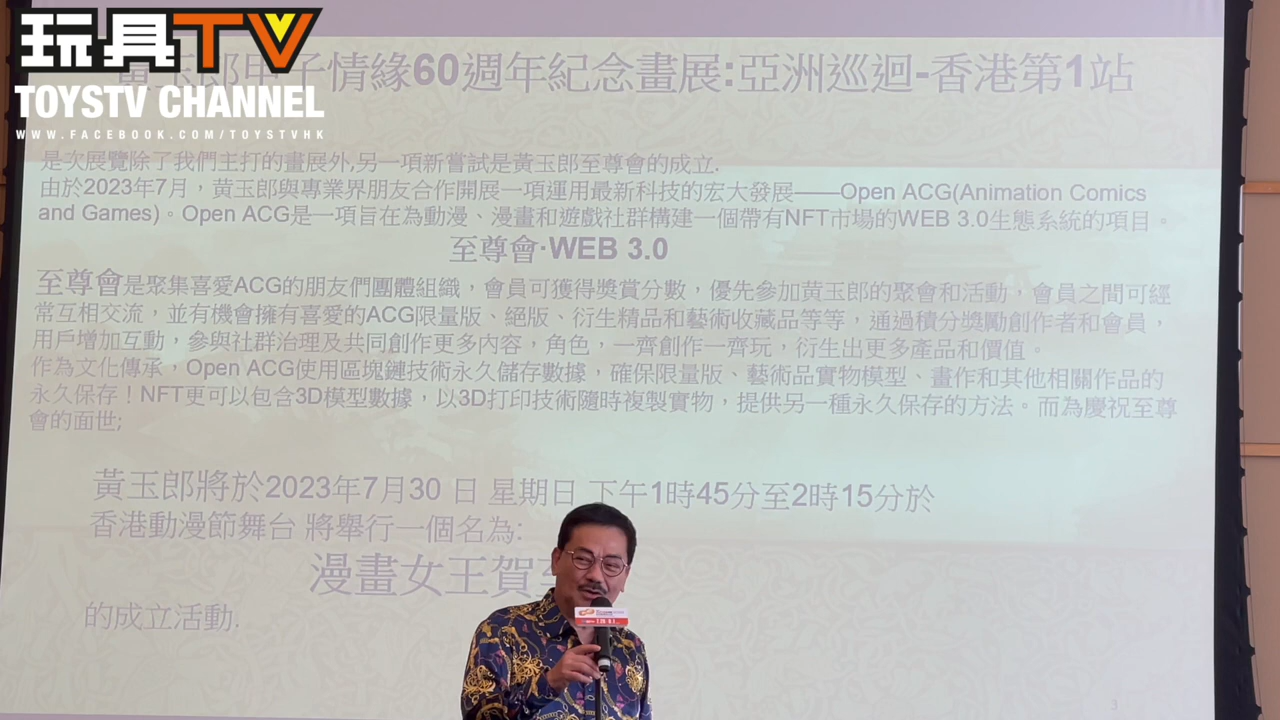 玩具TV
TOYSTV CHANNEL
WWW.FACEBOOK.COM/TOYSTVHK
黃玉郎甲子情緣60週年紀念畫展:亞洲巡迴-香港第1站
是次展覽除了我們主打的畫展外,另一項新嘗試是黃玉郎至尊會的成立.
由於2023年7月，黃玉郎與專業界朋友合作開展一項運用最新科技的宏大發展——Open ACG(Animation Comics
and Games)。Open ACG是一項旨在為動漫、漫畫和遊戲社群構建一個帶有NFT市場的WEB 3.0生態系統的項目。
至尊會·WEB 3.0
至尊會是聚集喜愛ACG的朋友們團體組織，會員可獲得獎賞分數，優先參加黃玉郎的聚會和活動，會員之間可經
常互相交流，並有機會擁有喜愛的ACG限量版、絕版、衍生精品和藝術收藏品等等，通過積分獎勵創作者和會員，
用戶增加互動，參與社群治理及共同創作更多內容，角色，一齊創作一齊玩，衍生出更多產品和價值。
作為文化傳承，Open ACG使用區塊鏈技術永久儲存數據，確保限量版、藝術品實物模型、畫作和其他相關作品的
永久保存！NFT更可以包含3D模型數據，以3D打印技術隨時複製實物，提供另一種永久保存的方法。而為慶祝至尊
會的面世;
黃玉郎將於2023年7月30 日 星期日 下午1時45分至2時15分於
香港動漫節舞台 將舉行一個名為:
漫畫女王賀至
的成立活動.
3